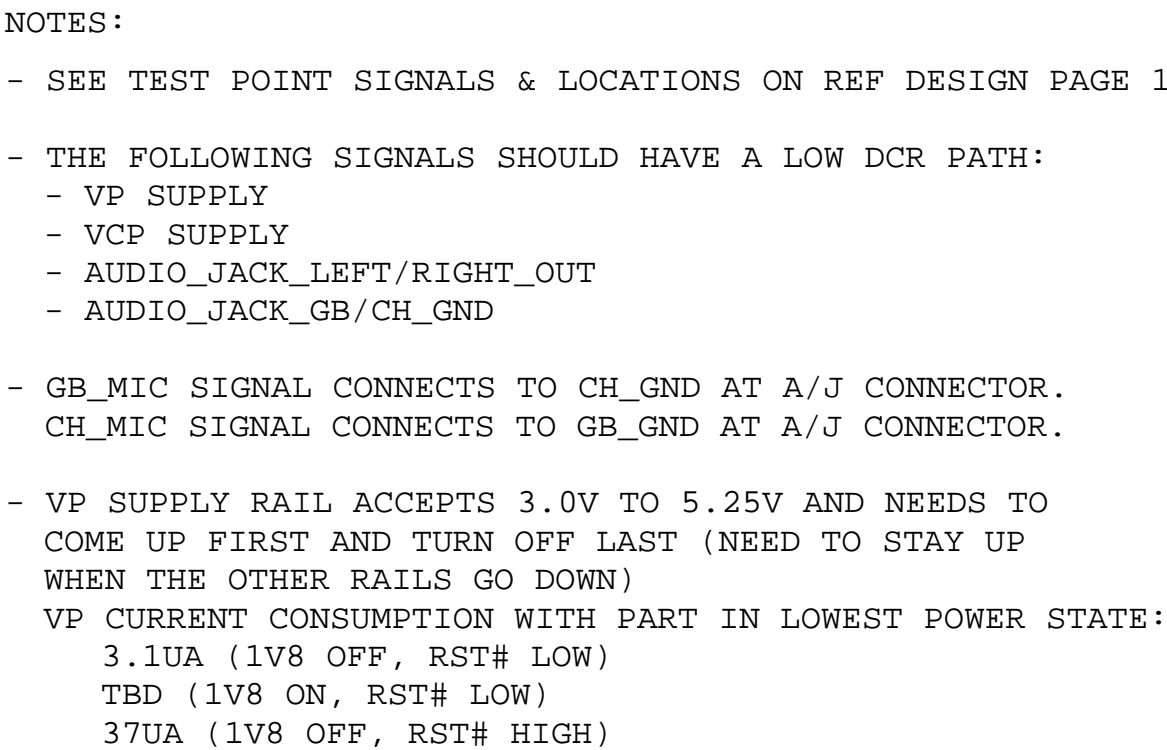 NOTES:
- SEE TEST POINT SIGNALS & LOCATIONS ON REF DESIGN PAGE 1
- THE FOLLOWING SIGNALS SHOULD HAVE A LOW DCR PATH:
- VP SUPPLY
- VCP SUPPLY
- AUDIO_JACK_LEFT/RIGHT_OUT
- AUDIO_JACK_GB/CH_GND
- GB_MIC SIGNAL CONNECTS TO CH_GND AT A/J CONNECTOR.
CH_MIC SIGNAL CONNECTS TO GB_GND AT A/J CONNECTOR.
- VP SUPPLY RAIL ACCEPTS 3.0V TO 5.25V AND NEEDS TO
COME UP FIRST AND TURN OFF LAST (NEED TO STAY UP
WHEN THE OTHER RAILS GO DOWN)
VP CURRENT CONSUMPTION WITH PART IN LOWEST POWER STATE:
3.1UA (1V8 OFF, RST# LOW)
TBD (1V8 ON, RST# LOW)
37UA (1V8 OFF, RST# HIGH)